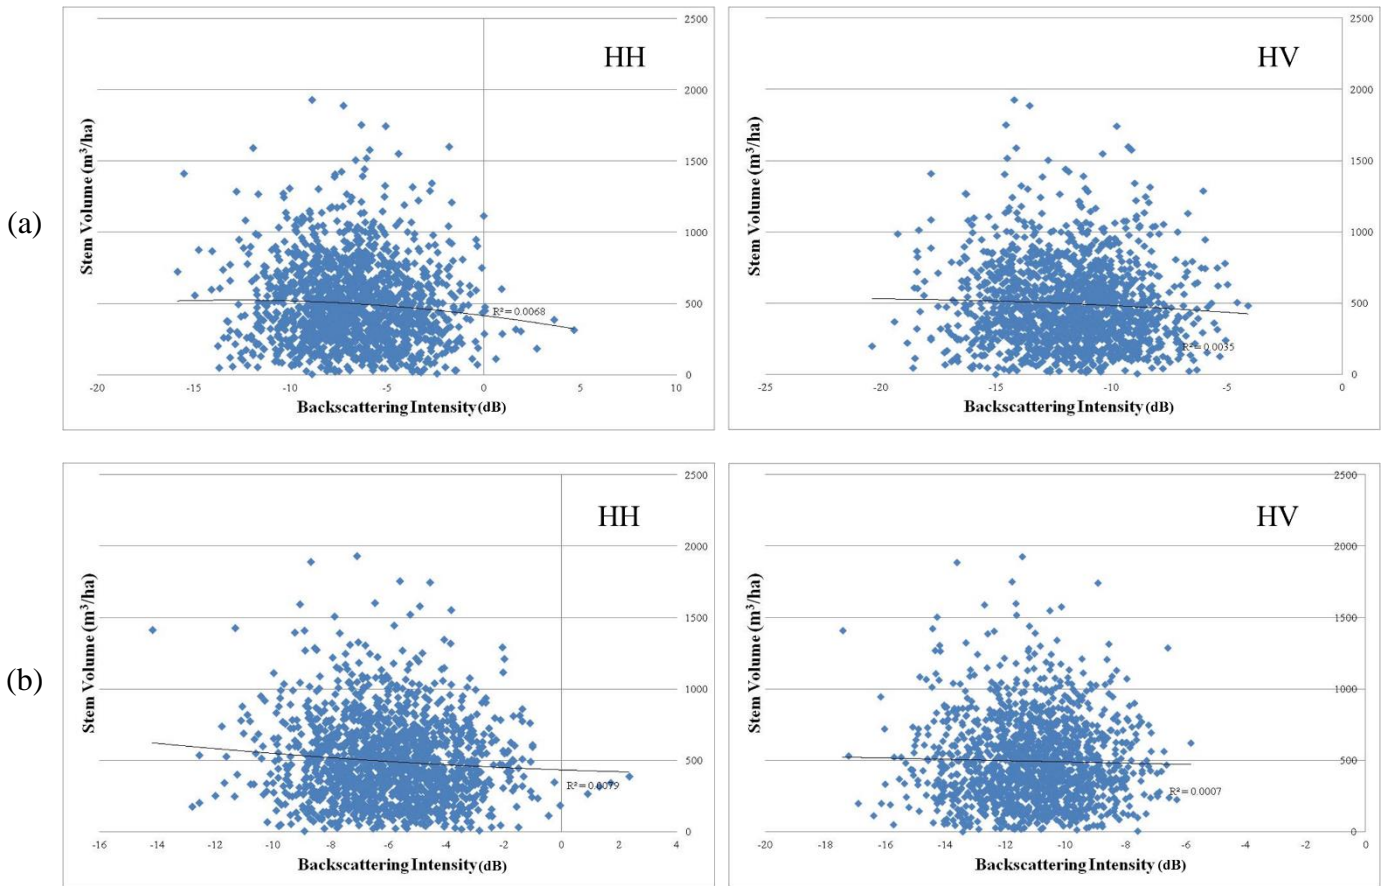 (a)
HH
Stem Volume (m³/ha)
2500
2000
1500
1000
500
0
R² = 0.0068
-20 -15 -10 -5 0 5 10
Backscattering Intensity (dB)
HV
Stem Volume (m³/ha)
2500
2000
1500
1000
500
0
R² = 0.0035
-25 -20 -15 -10 -5 0
Backscattering Intensity (dB)
(b)
HH
Stem Volume (m³/ha)
2500
2000
1500
1000
500
0
R² = 0.0079
-16 -14 -12 -10 -8 -6 -4 -2 0 2 4
Backscattering Intensity (dB)
HV
Stem Volume (m³/ha)
2500
2000
1500
1000
500
0
R² = 0.0007
-20 -18 -16 -14 -12 -10 -8 -6 -4 -2 0
Backscattering Intensity (dB)